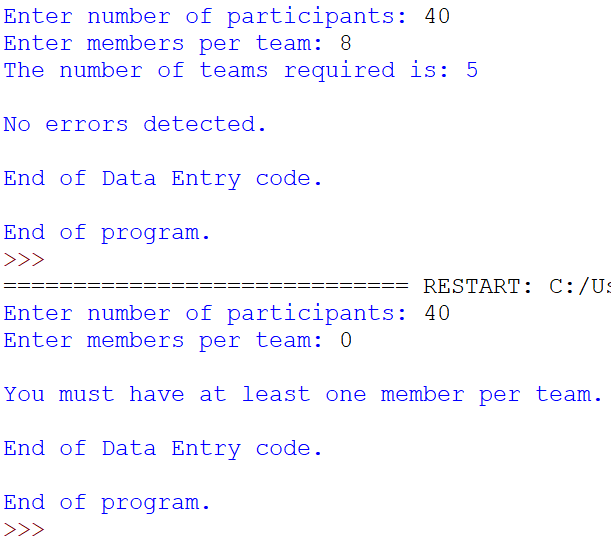 Enter number of participants: 40
Enter members per team: 8
The number of teams required is: 5
No errors detected.
End of Data Entry code.
End of program.
>>>
============================= RESTART: C:/Us
Enter number of participants: 40
Enter members per team: 0
You must have at least one member per team.
End of Data Entry code.
End of program.
>>>